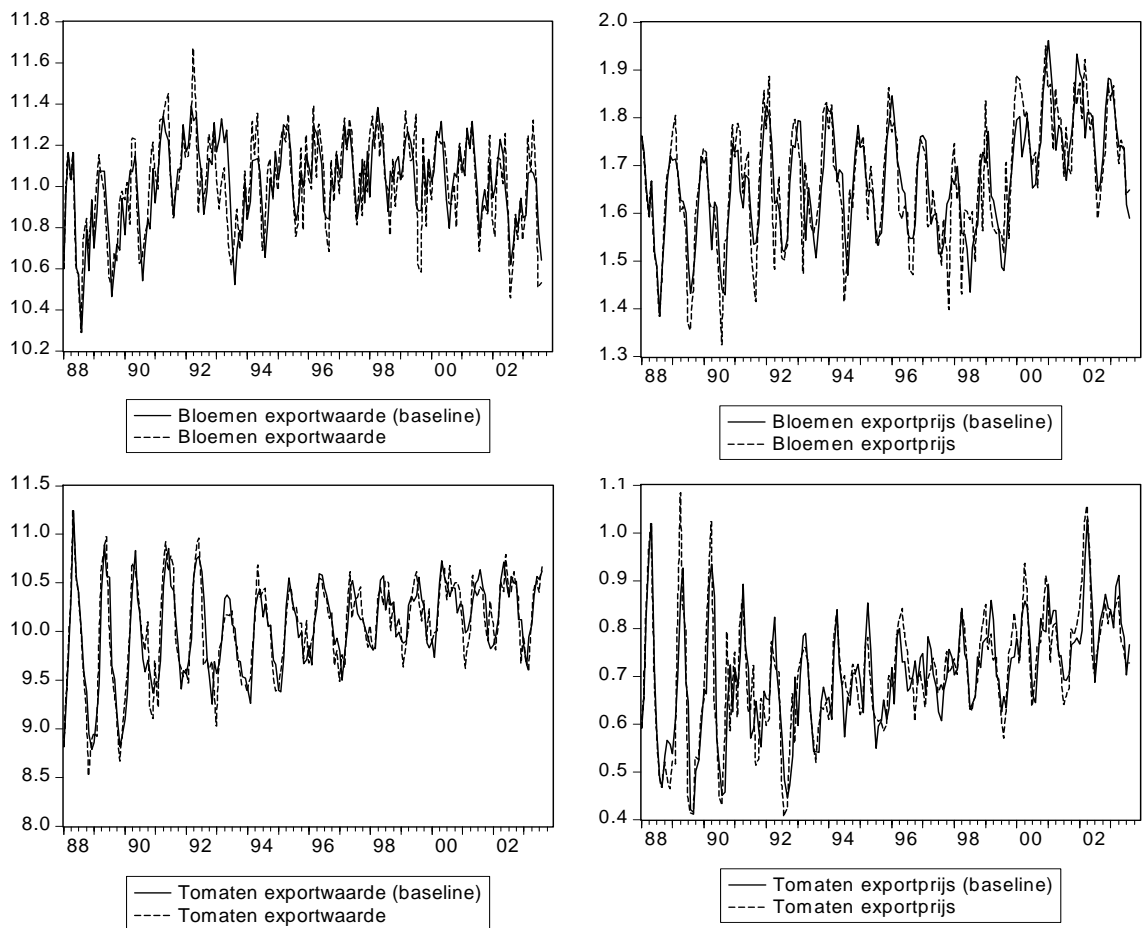 11.8
11.6
11.4
11.2
11.0
10.8
10.6
10.4
10.2
88 90 92 94 96 98 00 02
Bloemen exportwaarde (baseline)
Bloemen exportwaarde
2.0
1.9
1.8
1.7
1.6
1.5
1.4
1.3
88 90 92 94 96 98 00 02
Bloemen exportprijs (baseline)
Bloemen exportprijs
11.5
11.0
10.5
10.0
9.5
9.0
8.5
8.0
88 90 92 94 96 98 00 02
Tomaten exportwaarde (baseline)
Tomaten exportwaarde
1.1
1.0
0.9
0.8
0.7
0.6
0.5
0.4
88 90 92 94 96 98 00 02
Tomaten exportprijs (baseline)
Tomaten exportprijs